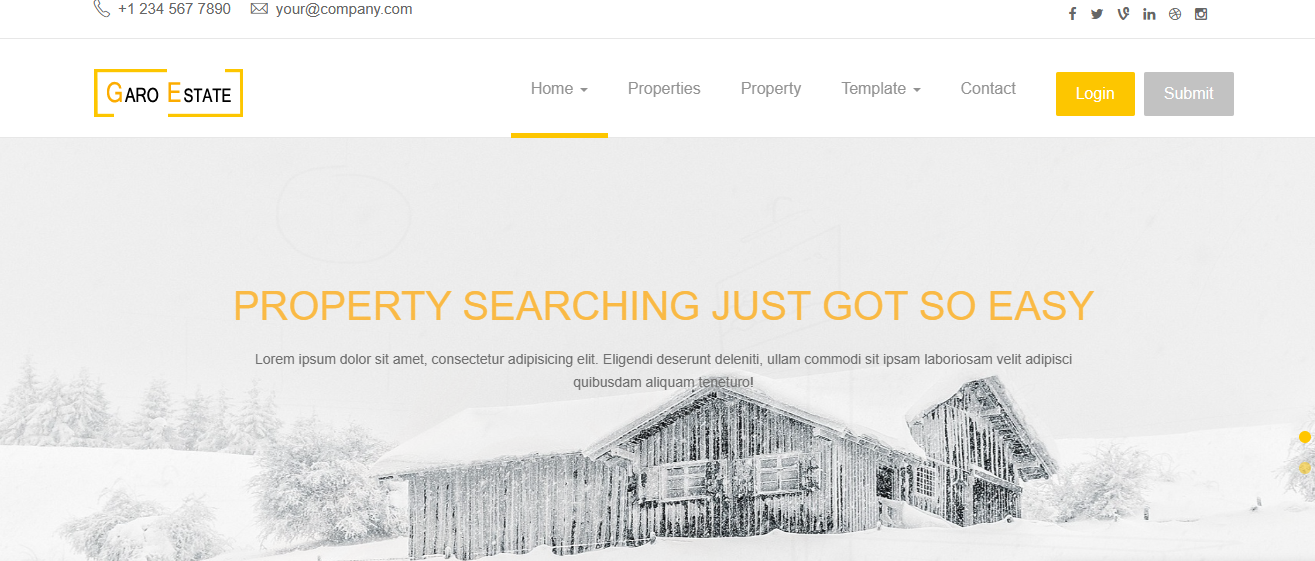 +1 234 567 7890 your@company.com
GARO ESTATE Home Properties Property Template Contact Login Submit
PROPERTY SEARCHING JUST GOT SO EASY
Lorem ipsum dolor sit amet, consectetur adipisicing elit. Eligendi deserunt deleniti, ullam commodi sit ipsam laboriosam velit adipisci
quibusdam aliquam teneturo!